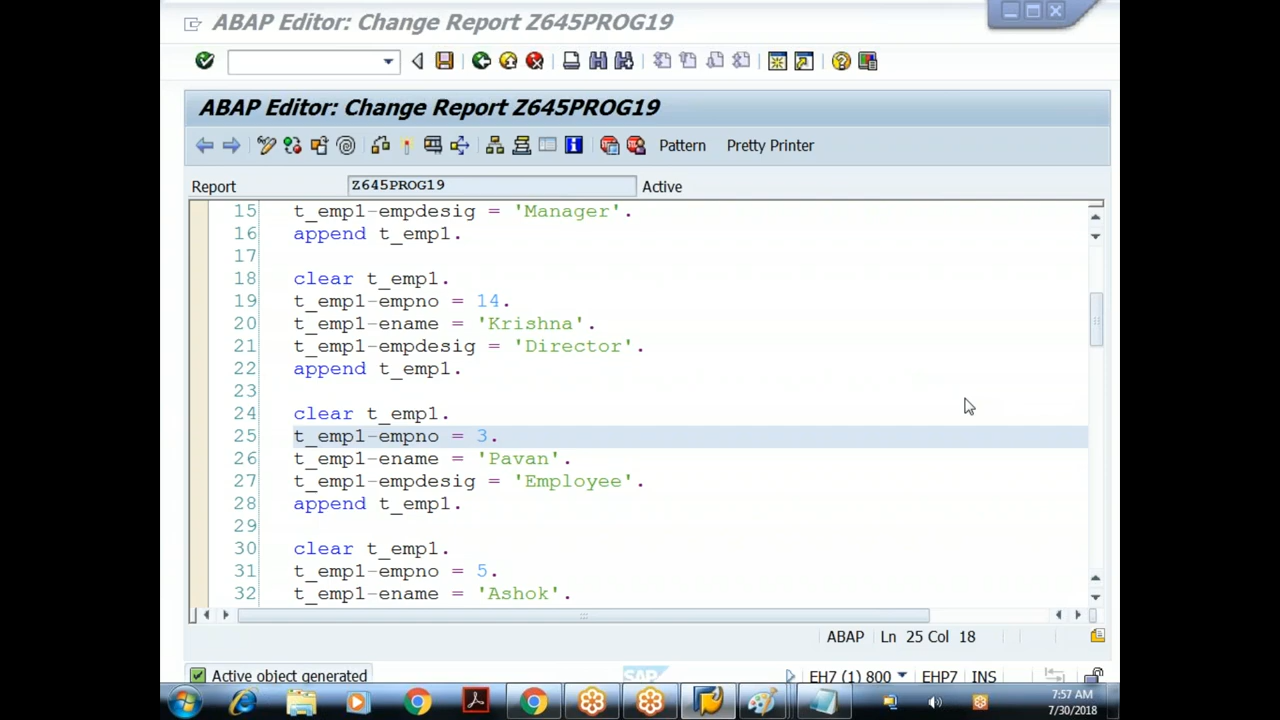 ABAP Editor: Change Report Z645PROG19
ABAP Editor: Change Report Z645PROG19
Pattern Pretty Printer
Report Z645PROG19 Active
15 t_emp1-empdesig = 'Manager'.
16 append t_emp1.
17
18 clear t_emp1.
19 t_emp1-empno = 14.
20 t_emp1-ename = 'Krishna'.
21 t_emp1-empdesig = 'Director'.
22 append t_emp1.
23
24 clear t_emp1.
25 t_emp1-empno = 3.
26 t_emp1-ename = 'Pavan'.
27 t_emp1-empdesig = 'Employee'.
28 append t_emp1.
29
30 clear t_emp1.
31 t_emp1-empno = 5.
32 t_emp1-ename = 'Ashok'.
ABAP Ln 25 Col 18
Active object generated SAP EH7 (1) 800 EHP7 INS
7:57 AM
7/30/2018